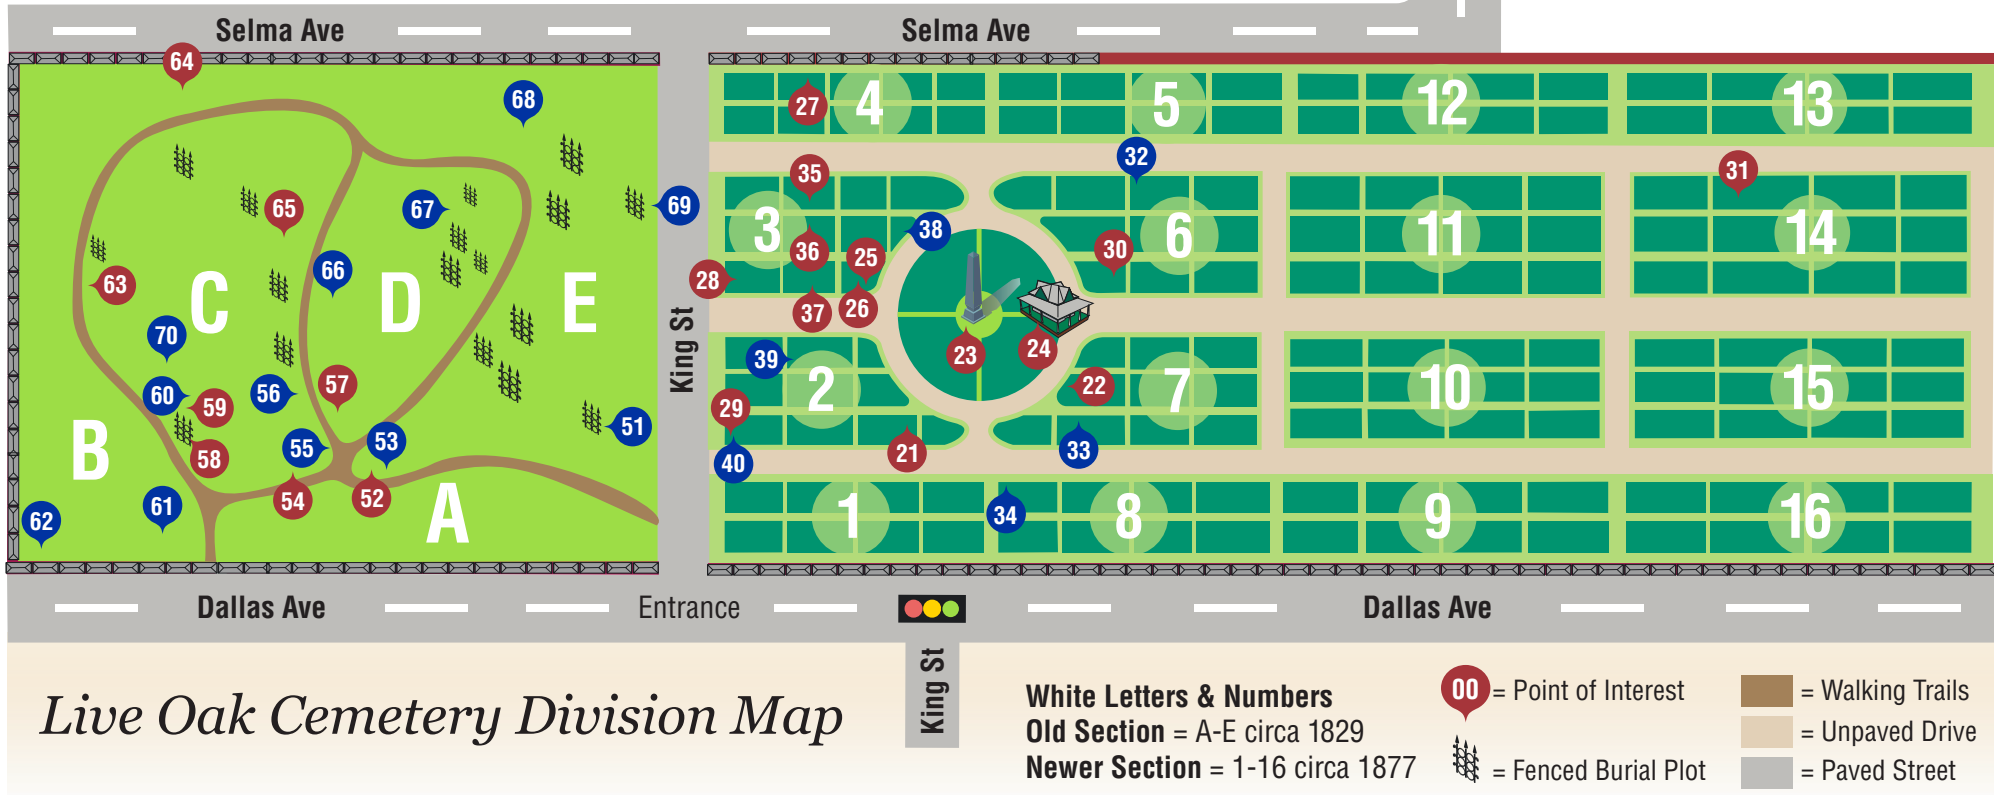 Selma Ave
Selma Ave
64
68
27
4
5
12
13
32
35
31
65
67
69
3
38
6
11
14
36
30
66
25
63
28
C
D
E
26
37
70
King St
23
24
39
60
56
57
22
2
7
10
15
59
29
51
B
55
53
58
21
33
40
54
52
61
A
62
34
1
8
9
16
Dallas Ave
Entrance
Dallas Ave
King St
Live Oak Cemetery Division Map
White Letters & Numbers
Old Section = A-E circa 1829
Newer Section = 1-16 circa 1877
00 = Point of Interest
= Fenced Burial Plot
= Walking Trails
= Unpaved Drive
= Paved Street